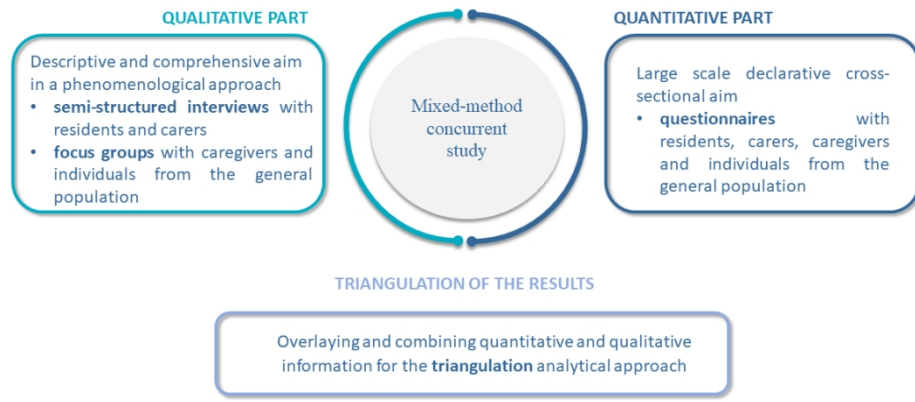 QUALITATIVE PART
Descriptive and comprehensive aim
in a phenomenological approach
• semi-structured interviews with
residents and carers
• focus groups with caregivers and
individuals from the general
population
Mixed-method
concurrent
study
QUANTITATIVE PART
Large scale declarative cross-
sectional aim
• questionnaires with
residents, carers, caregivers
and individuals from the
general population
TRIANGULATION OF THE RESULTS
Overlaying and combining quantitative and qualitative
information for the triangulation analytical approach